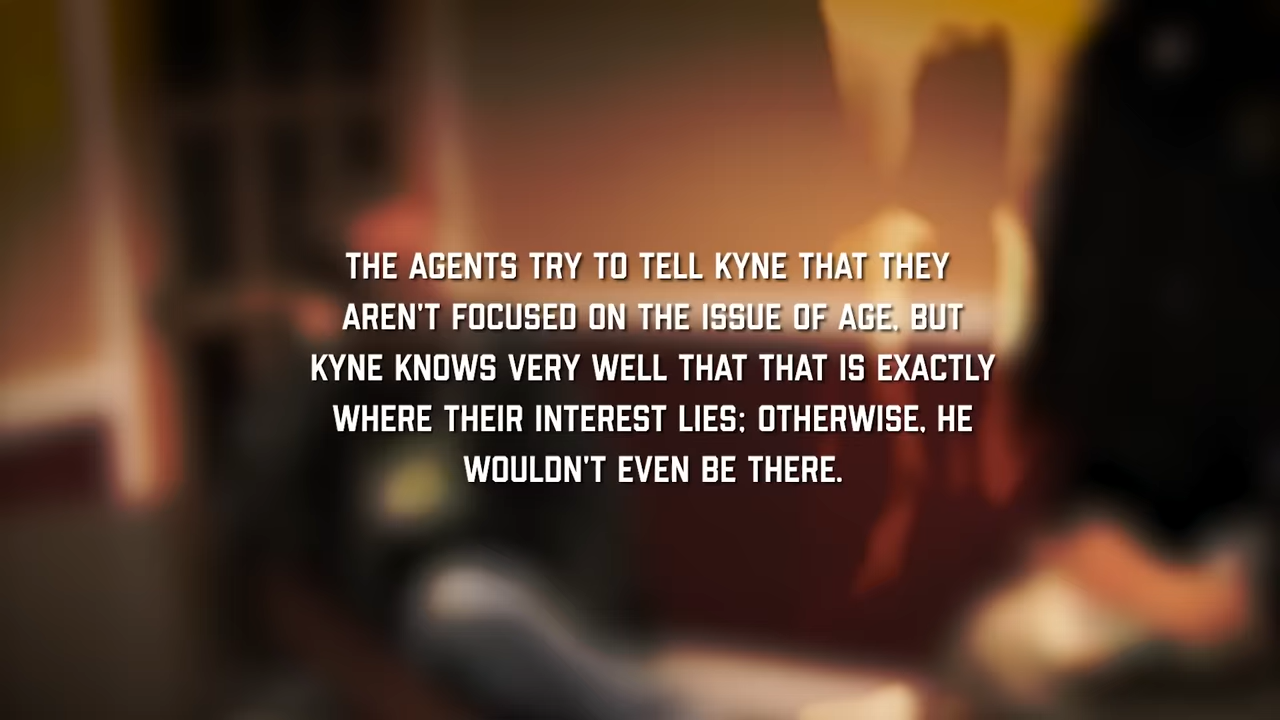 THE AGENTS TRY TO TELL KYNE THAT THEY
AREN'T FOCUSED ON THE ISSUE OF AGE, BUT
KYNE KNOWS VERY WELL THAT THAT IS EXACTLY
WHERE THEIR INTEREST LIES; OTHERWISE, HE
WOULDN'T EVEN BE THERE.